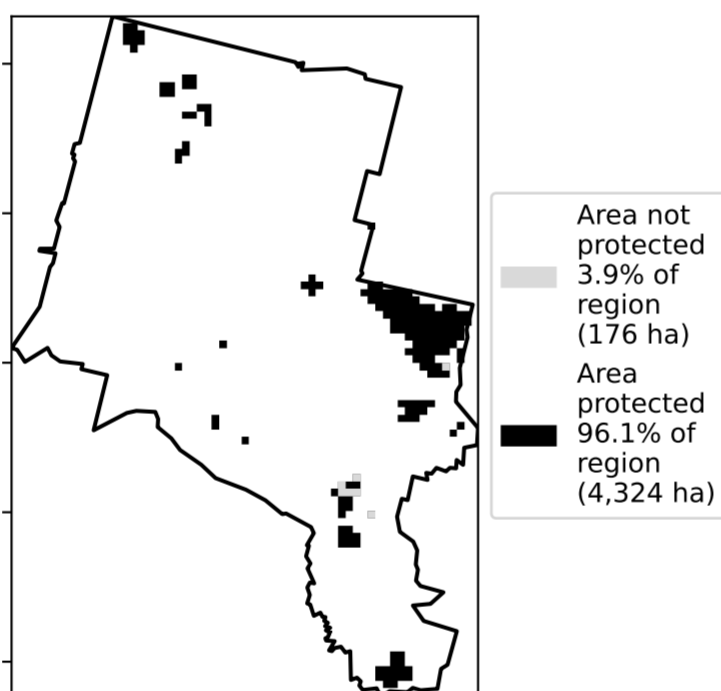 Area not
protected
3.9% of
region
(176 ha)
Area
protected
96.1% of
region
(4,324 ha)